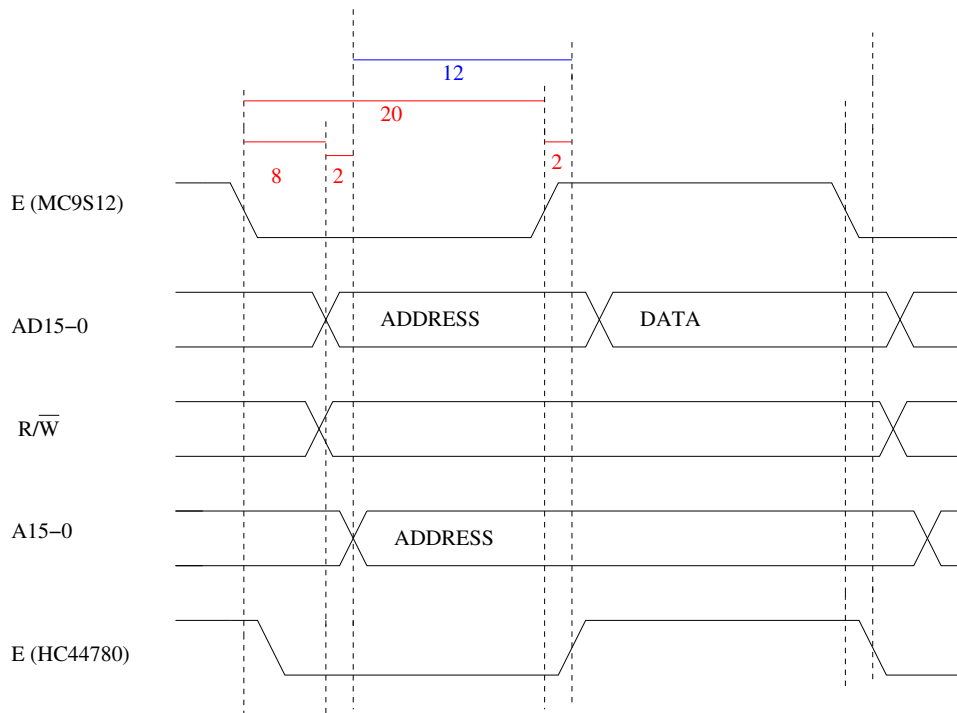 12
20
8
2
2
E (MC9S12)
AD15−0
ADDRESS
DATA
R/W̅
A15−0
ADDRESS
E (HC44780)